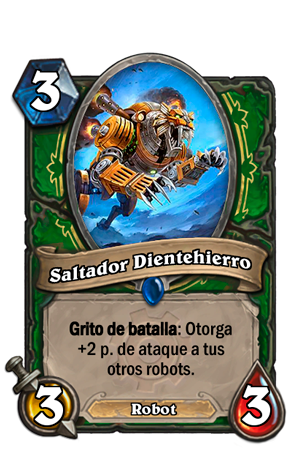 3
Saltador Dientehierro
Grito de batalla: Otorga
+2 p. de ataque a tus
otros robots.
3
Robot
3